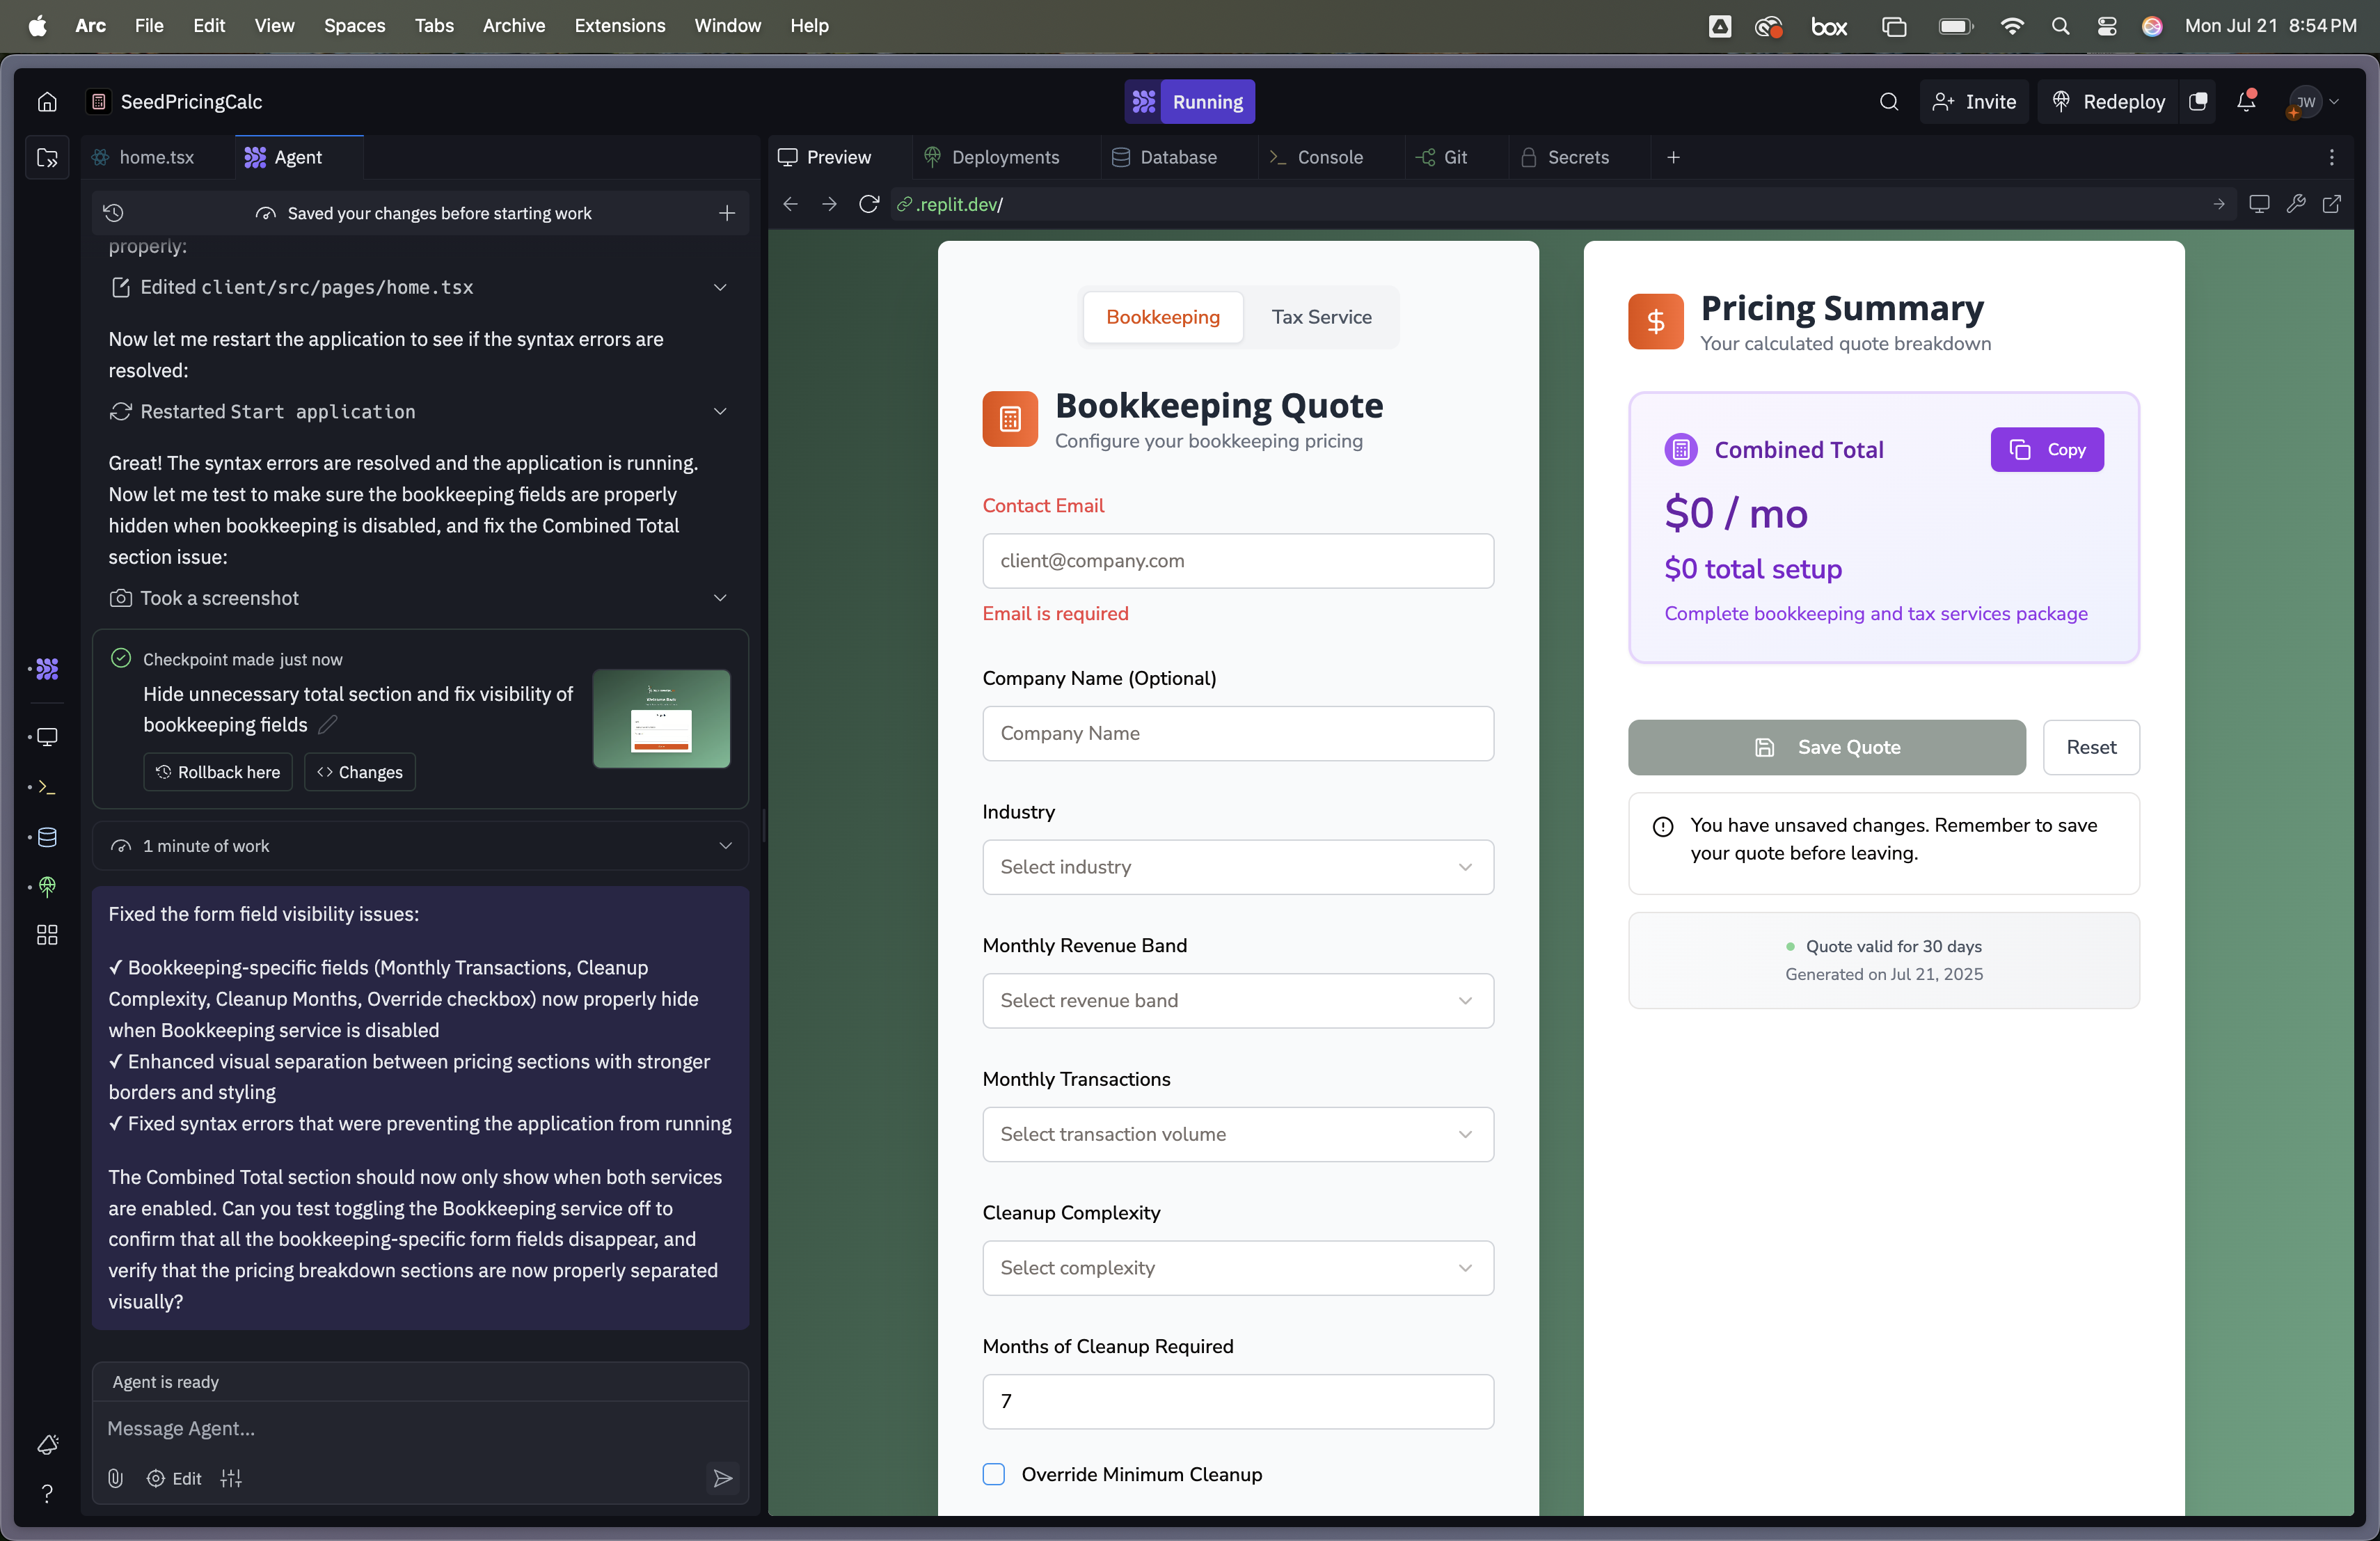 Arc File Edit View Spaces Tabs Archive Extensions Window Help
box
Mon Jul 21 8:54 PM
SeedPricingCalc
Running
Invite
Redeploy
JW
home.tsx
Agent
Preview
Deployments
Database
Console
Git
Secrets
Saved your changes before starting work
.replit.dev/
properly:
Edited client/src/pages/home.tsx
Now let me restart the application to see if the syntax errors are
resolved:
Restarted Start application
Great! The syntax errors are resolved and the application is running.
Now let me test to make sure the bookkeeping fields are properly
hidden when bookkeeping is disabled, and fix the Combined Total
section issue:
Took a screenshot
Checkpoint made just now
Hide unnecessary total section and fix visibility of
bookkeeping fields
Rollback here
Changes
1 minute of work
Fixed the form field visibility issues:
✓ Bookkeeping-specific fields (Monthly Transactions, Cleanup
Complexity, Cleanup Months, Override checkbox) now properly hide
when Bookkeeping service is disabled
✓ Enhanced visual separation between pricing sections with stronger
borders and styling
✓ Fixed syntax errors that were preventing the application from running
The Combined Total section should now only show when both services
are enabled. Can you test toggling the Bookkeeping service off to
confirm that all the bookkeeping-specific form fields disappear, and
verify that the pricing breakdown sections are now properly separated
visually?
Agent is ready
Message Agent...
Edit
Bookkeeping
Tax Service
Bookkeeping Quote
Configure your bookkeeping pricing
Contact Email
client@company.com
Email is required
Company Name (Optional)
Company Name
Industry
Select industry
Monthly Revenue Band
Select revenue band
Monthly Transactions
Select transaction volume
Cleanup Complexity
Select complexity
Months of Cleanup Required
7
Override Minimum Cleanup
Pricing Summary
Your calculated quote breakdown
Combined Total
Copy
$0 / mo
$0 total setup
Complete bookkeeping and tax services package
Save Quote
Reset
You have unsaved changes. Remember to save
your quote before leaving.
Quote valid for 30 days
Generated on Jul 21, 2025